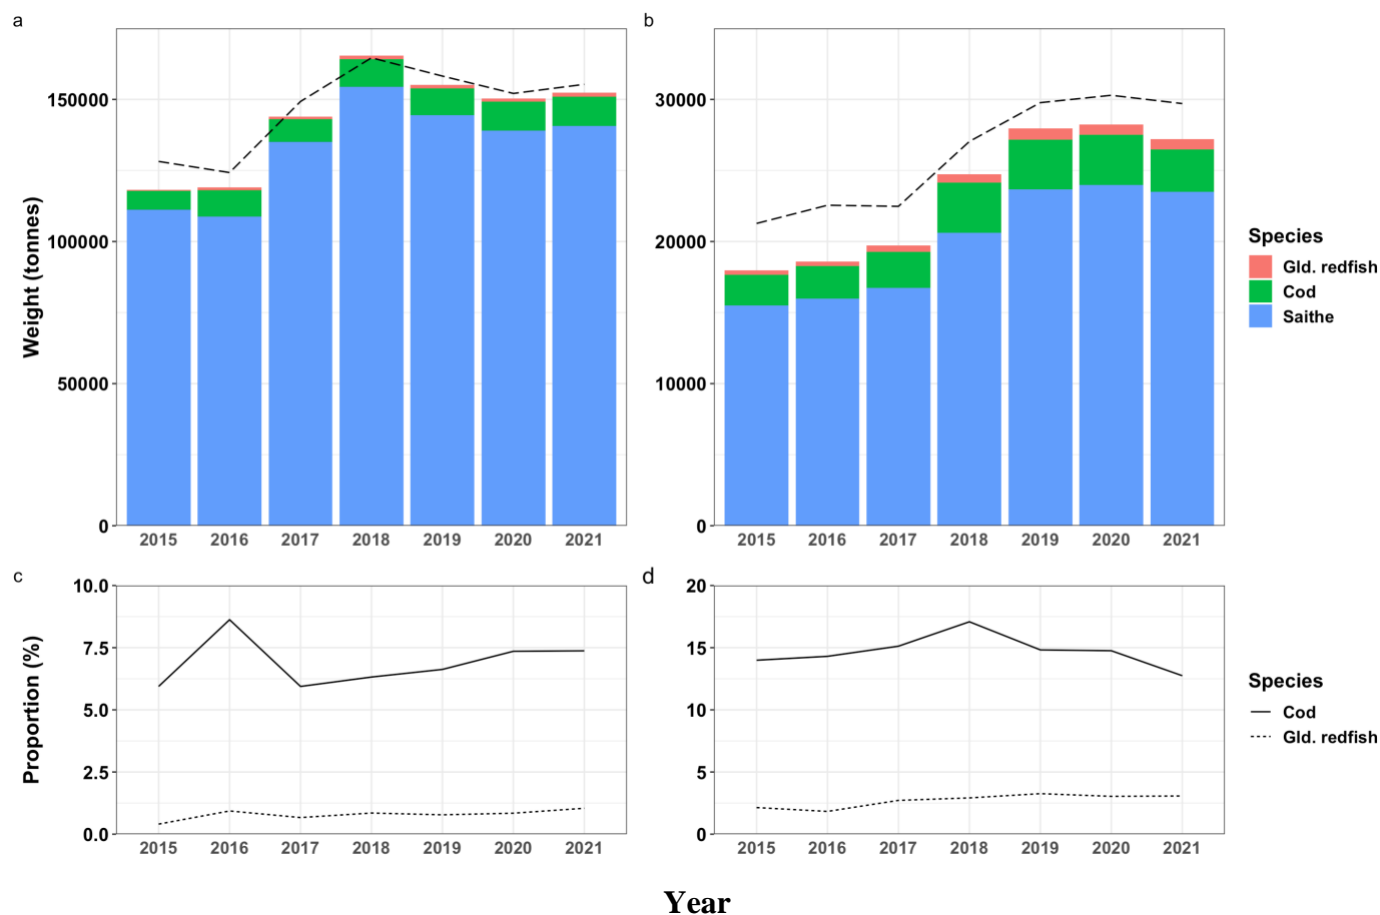 a
b
Weight (tonnes)
150000
100000
50000
0
2015 2016 2017 2018 2019 2020 2021
30000
20000
10000
0
2015 2016 2017 2018 2019 2020 2021
Species
Gld. redfish
Cod
Saithe
c
d
Proportion (%)
10.0
7.5
5.0
2.5
0.0
2015 2016 2017 2018 2019 2020 2021
20
15
10
5
0
2015 2016 2017 2018 2019 2020 2021
Species
Cod
Gld. redfish
Year